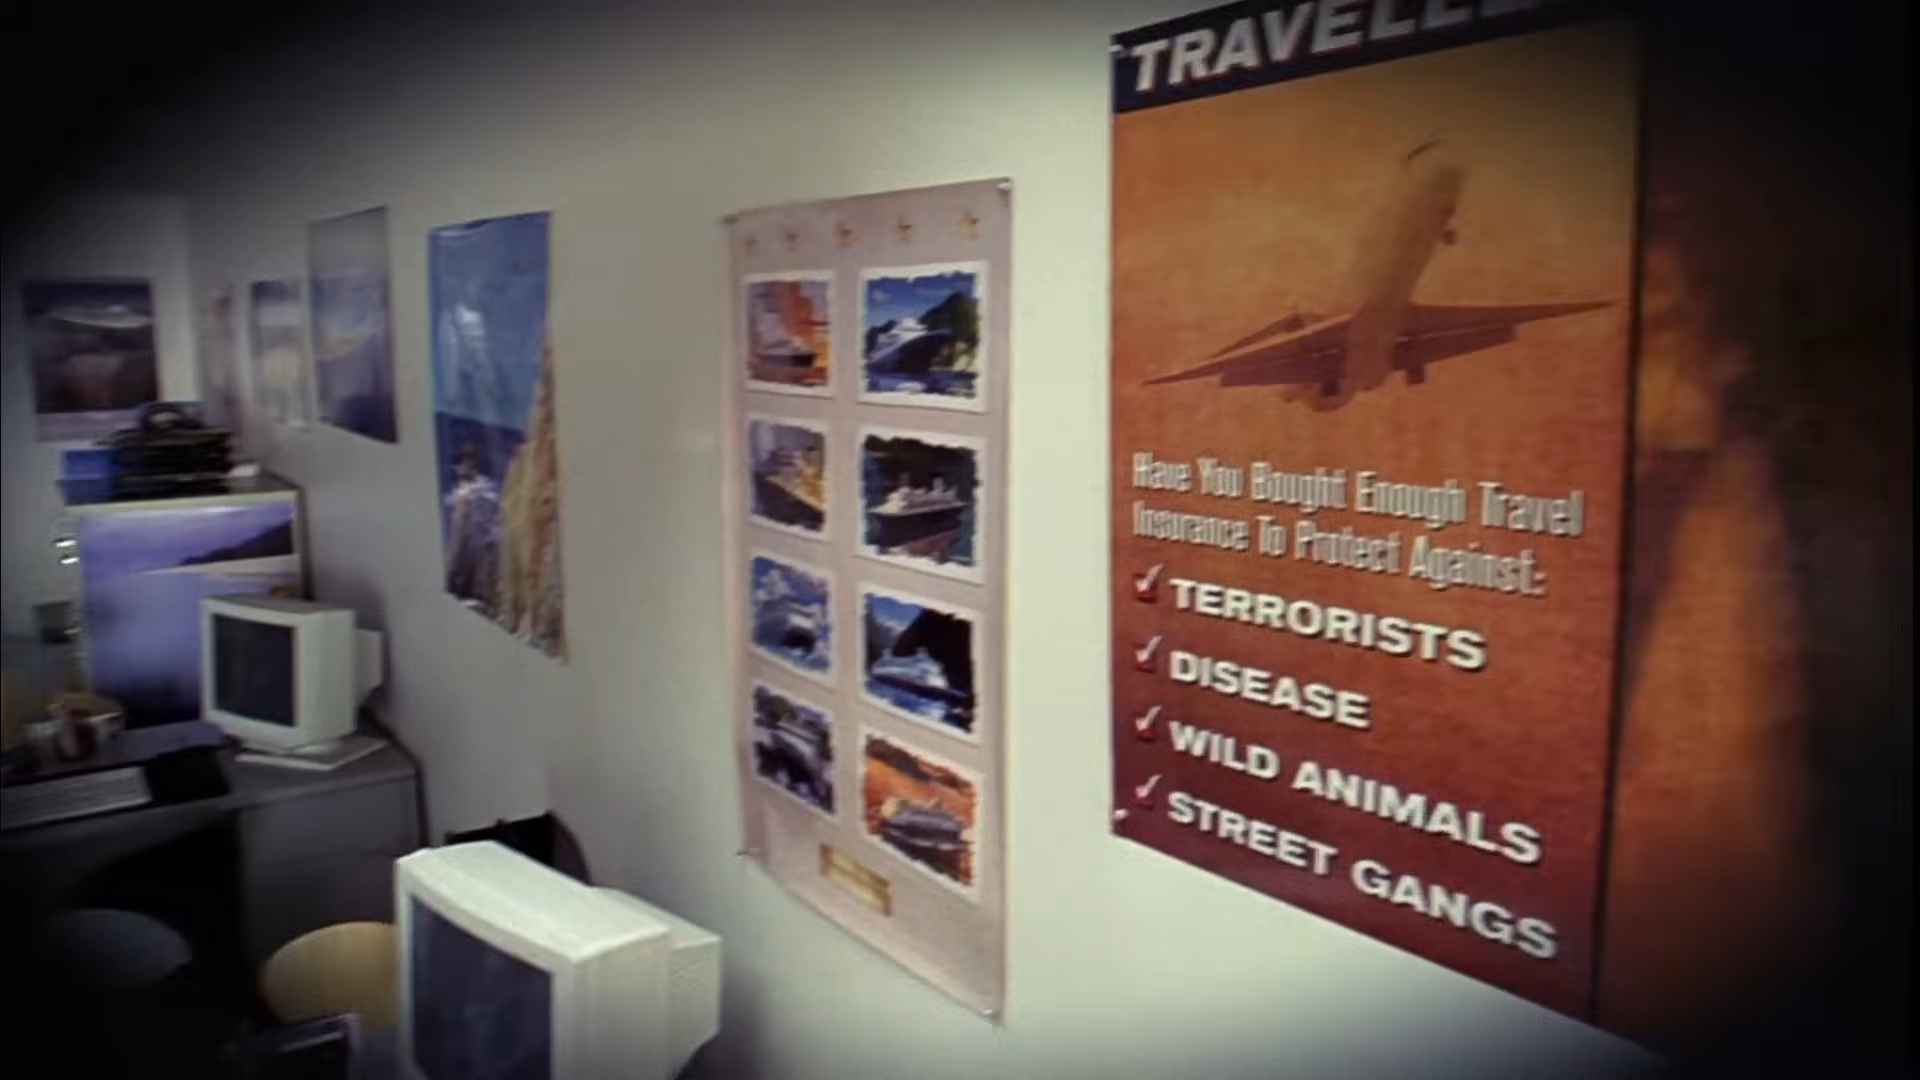 TRAVELL
Have You Bought Enough Travel
Insurance To Protect Against:
TERRORISTS
DISEASE
WILD ANIMALS
STREET GANGS